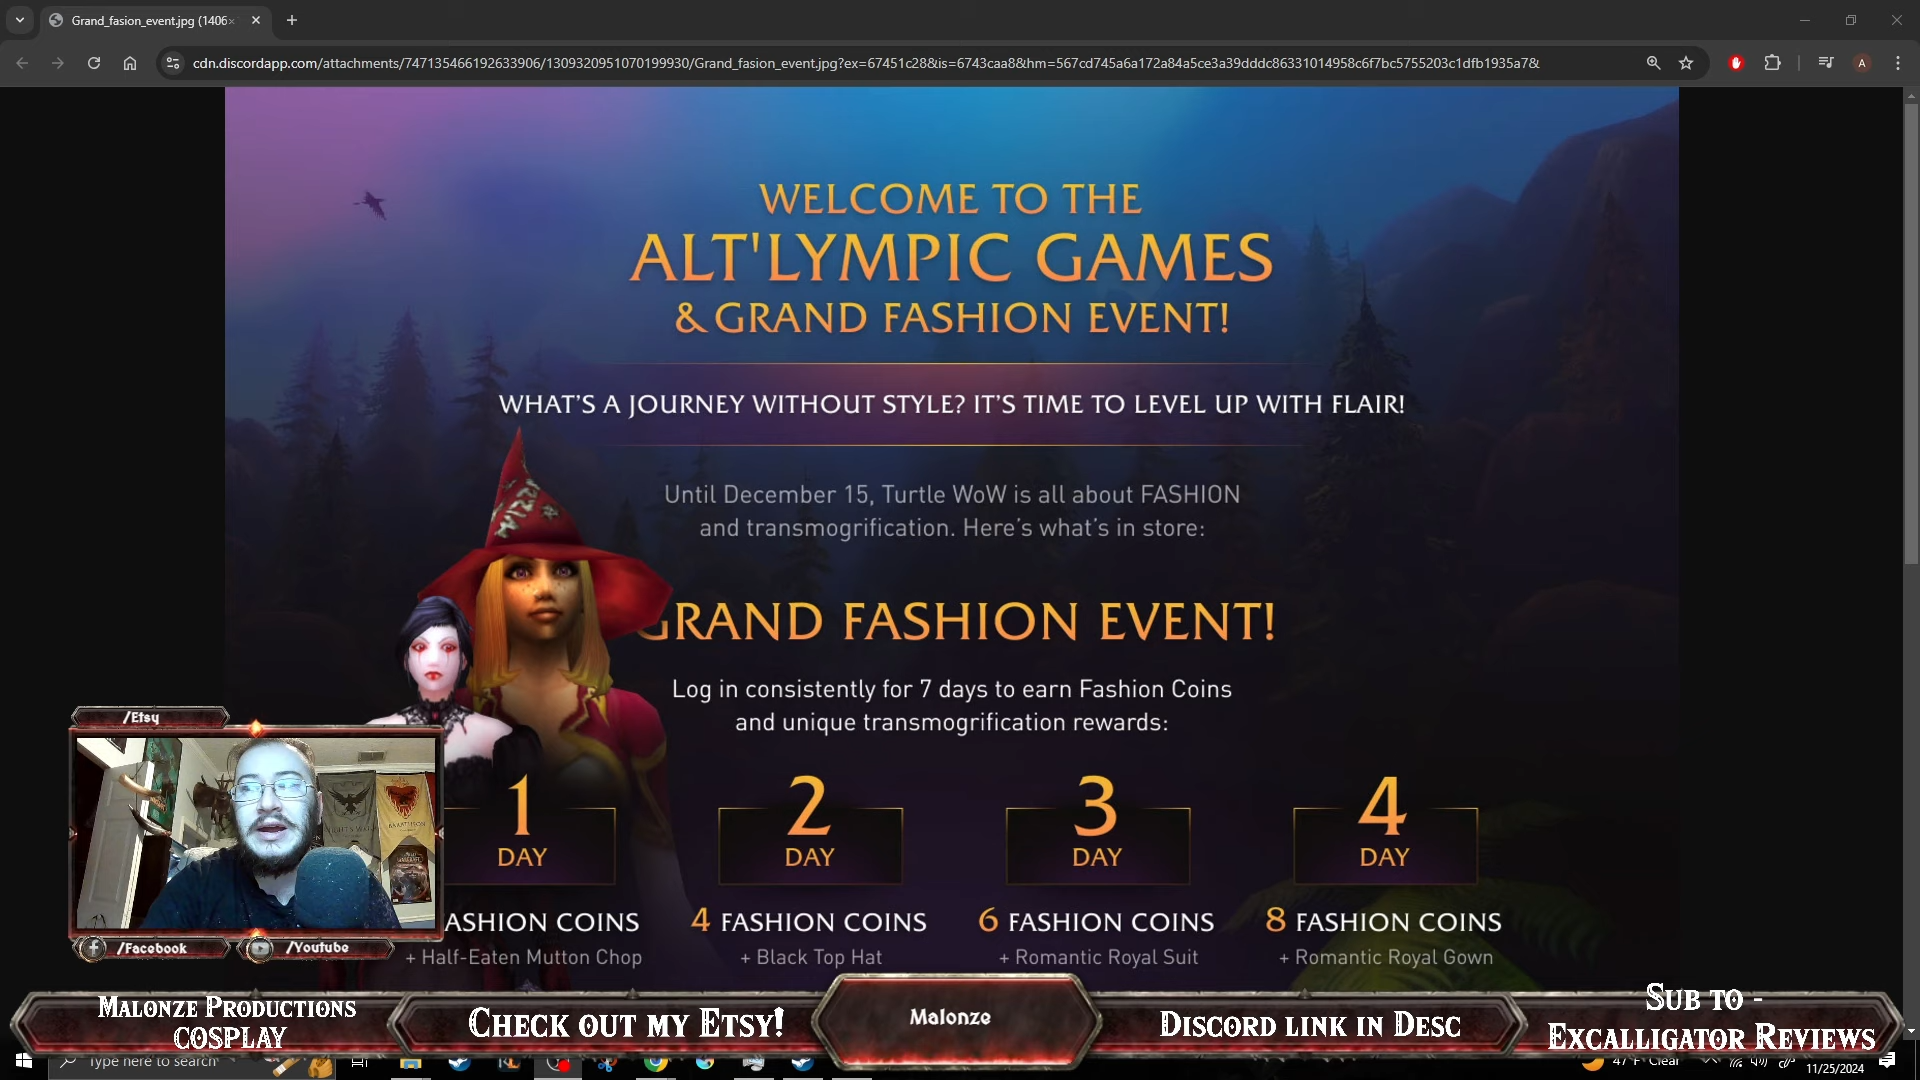 Grand_fasion_event.jpg (1406×
cdn.discordapp.com/attachments/747135466192633906/1309320951070199930/Grand_fasion_event.jpg?ex=67451c28&is=6743caa8&hm=567cd745a6a172a84a5ce3a39dddc86331014958c6f7bc5755203c1dfb1935a7&
A
WELCOME TO THE
ALT'LYMPIC GAMES
& GRAND FASHION EVENT!
WHAT'S A JOURNEY WITHOUT STYLE? IT'S TIME TO LEVEL UP WITH FLAIR!
Until December 15, Turtle WoW is all about FASHION
and transmogrification. Here's what's in store:
GRAND FASHION EVENT!
Log in consistently for 7 days to earn Fashion Coins
and unique transmogrification rewards:
1 2 3 4
DAY DAY DAY DAY
ASHION COINS 4 FASHION COINS 6 FASHION COINS 8 FASHION COINS
+ Half-Eaten Mutton Chop + Black Top Hat + Romantic Royal Suit + Romantic Royal Gown
/Etsy
/Facebook /Youtube
Malonze Productions
COSPLAY
Check out my Etsy!
Malonze
Discord link in Desc
Sub to -
Excalligator Reviews
Type here to search
47°F Clear
11/25/2024